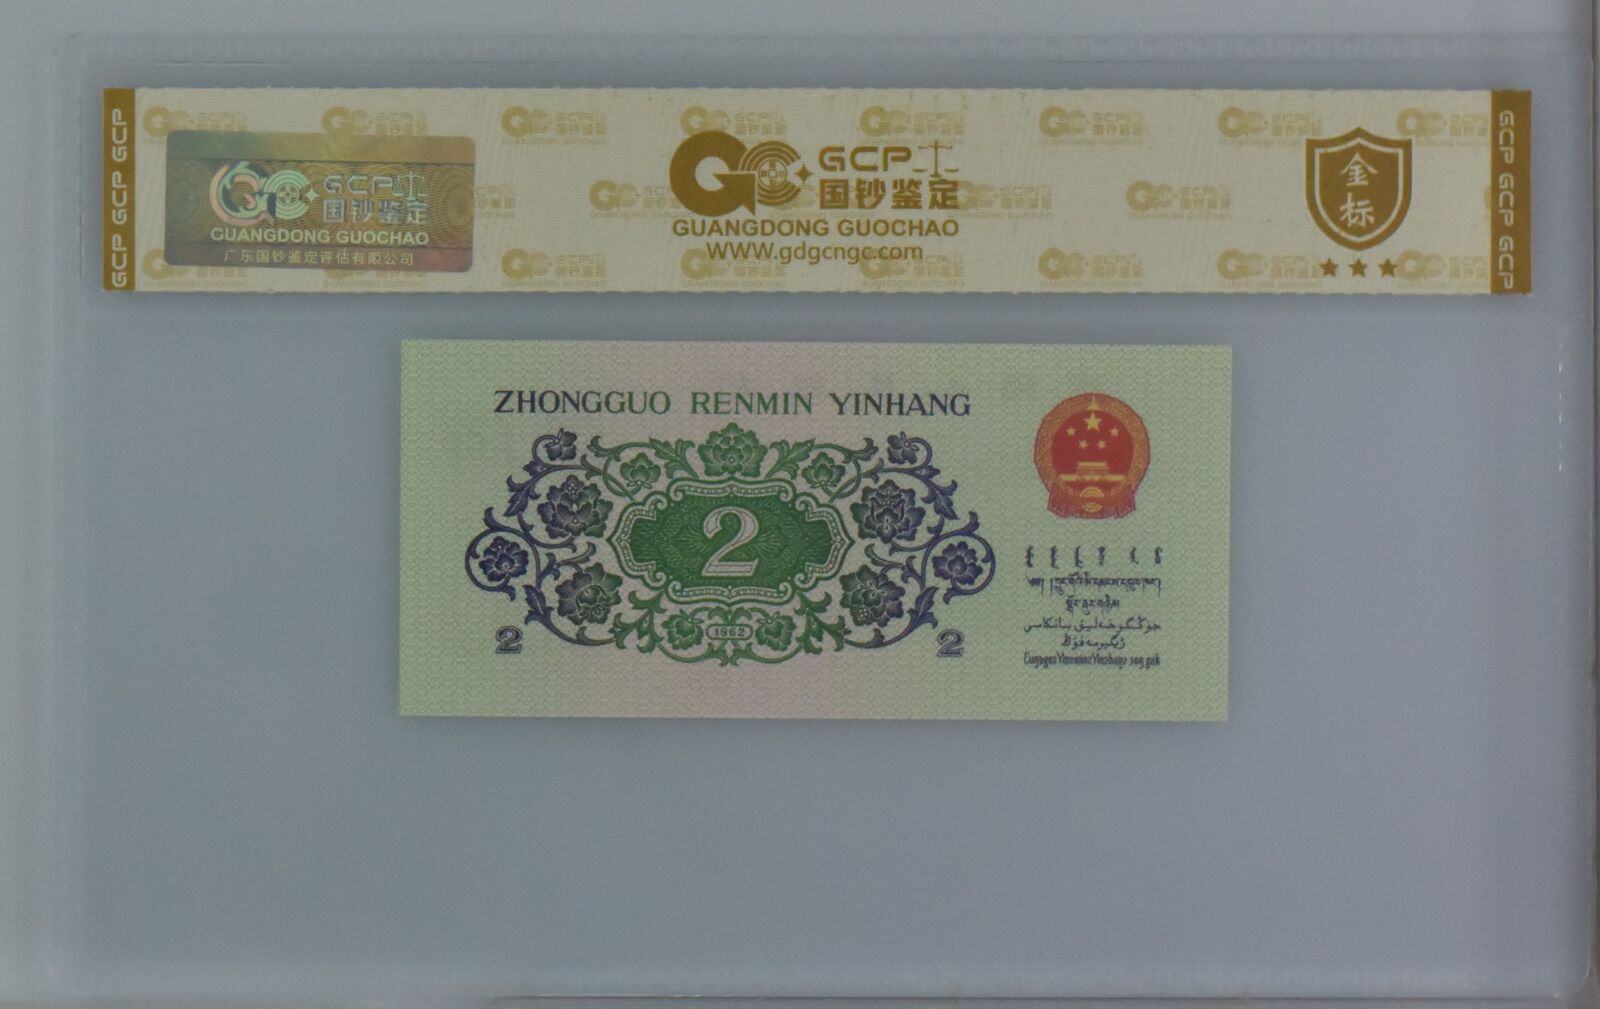 GCP GCP GCP
GCP
国钞鉴定
GUANGDONG GUOCHAO
广东国钞鉴定评估有限公司
GCP
国钞鉴定
GUANGDONG GUOCHAO
WWW.gdgcngc.com
金
标
GCP GCP GCP
ZHONGGUO RENMIN YINHANG
2
1962
2
2